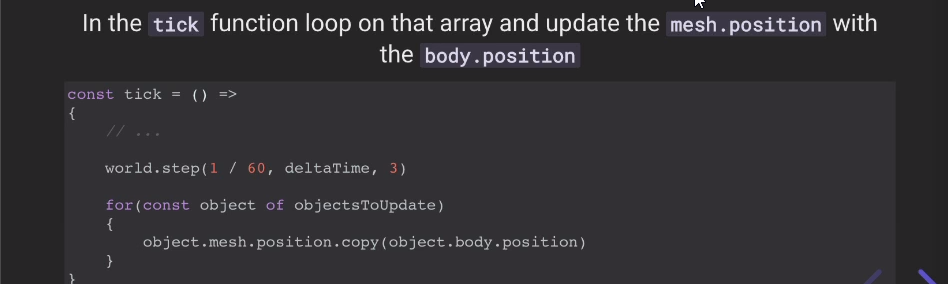 In the tick function loop on that array and update the mesh.position with
the body.position
const tick = () =>
{
    // ...
    world.step(1 / 60, deltaTime, 3)
    for(const object of objectsToUpdate)
    {
        object.mesh.position.copy(object.body.position)
    }
}